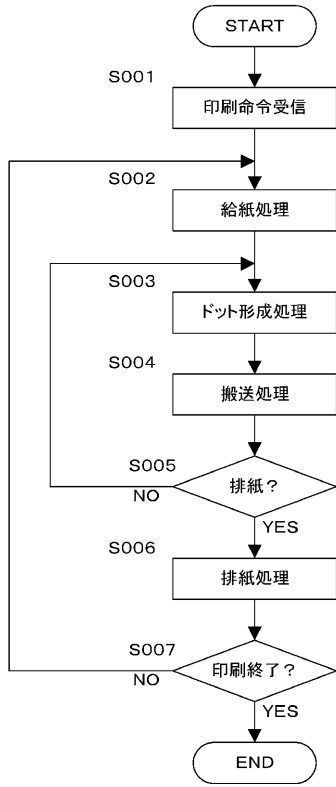 START
S001
印刷命令受信
S002
給紙処理
S003
ドット形成処理
S004
搬送処理
S005
排紙？
NO
YES
S006
排紙処理
S007
印刷終了？
NO
YES
END